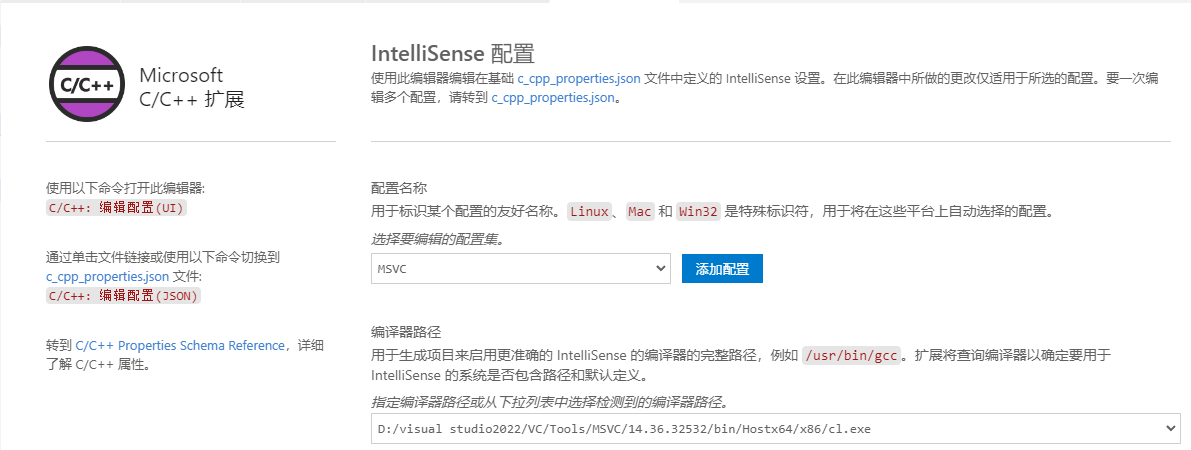 C/C++
Microsoft
C/C++ 扩展
使用以下命令打开此编辑器:
C/C++: 编辑配置(UI)
通过单击文件链接或使用以下命令切换到
c_cpp_properties.json 文件:
C/C++: 编辑配置(JSON)
转到 C/C++ Properties Schema Reference，详细
了解 C/C++ 属性。
IntelliSense 配置
使用此编辑器编辑在基础 c_cpp_properties.json 文件中定义的 IntelliSense 设置。在此编辑器中所做的更改仅适用于所选的配置。要一次编
辑多个配置，请转到 c_cpp_properties.json。
配置名称
用于标识某个配置的友好名称。Linux、Mac 和 Win32 是特殊标识符，用于将在这些平台上自动选择的配置。
选择要编辑的配置集。
MSVC
添加配置
编译器路径
用于生成项目来启用更准确的 IntelliSense 的编译器的完整路径，例如 /usr/bin/gcc。扩展将查询编译器以确定要用于
IntelliSense 的系统是否包含路径和默认定义。
指定编译器路径或从下拉列表中选择检测到的编译器路径。
D:/visual studio2022/VC/Tools/MSVC/14.36.32532/bin/Hostx64/x86/cl.exe